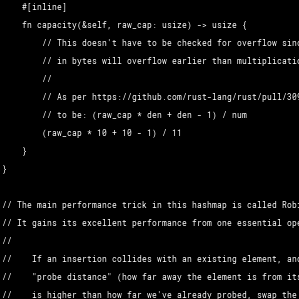 #[inline]
fn capacity(&self, raw_cap: usize) -> usize {
// This doesn't have to be checked for overflow sinc
// in bytes will overflow earlier than multiplicatio
//
// As per https://github.com/rust-lang/rust/pull/309
// to be: (raw_cap * den + den - 1) / num
(raw_cap * 10 + 10 - 1) / 11
}
}
// The main performance trick in this hashmap is called Robi
// It gains its excellent performance from one essential ope
//
// If an insertion collides with an existing element, and
// "probe distance" (how far away the element is from its
// is higher than how far we've already probed, swap the